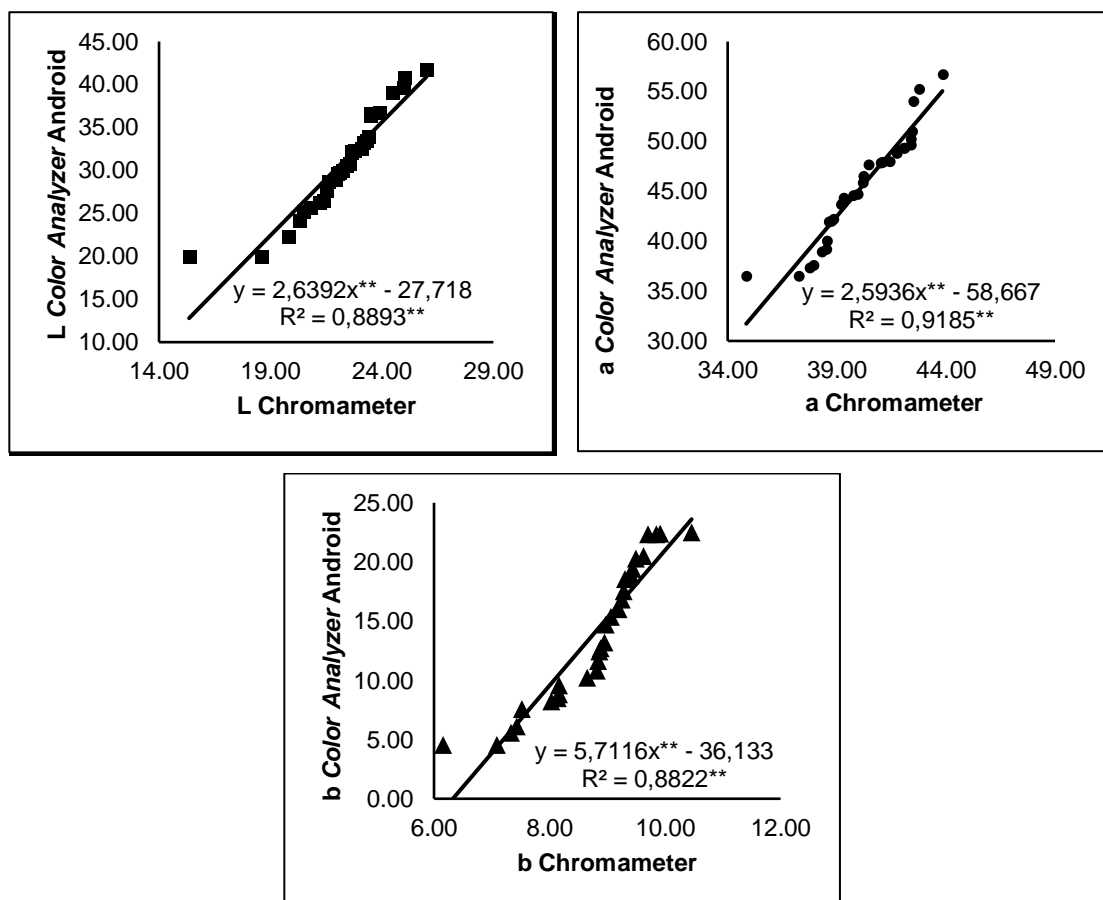 L Color Analyzer Android
45.00
40.00
35.00
30.00
25.00
20.00
15.00
10.00
y = 2,6392x** - 27,718
R² = 0,8893**
14.00 19.00 24.00 29.00
L Chromameter
a Color Analyzer Android
60.00
55.00
50.00
45.00
40.00
35.00
30.00
y = 2,5936x** - 58,667
R² = 0,9185**
34.00 39.00 44.00 49.00
a Chromameter
b Color Analyzer Android
25.00
20.00
15.00
10.00
5.00
0.00
y = 5,7116x** - 36,133
R² = 0,8822**
6.00 8.00 10.00 12.00
b Chromameter